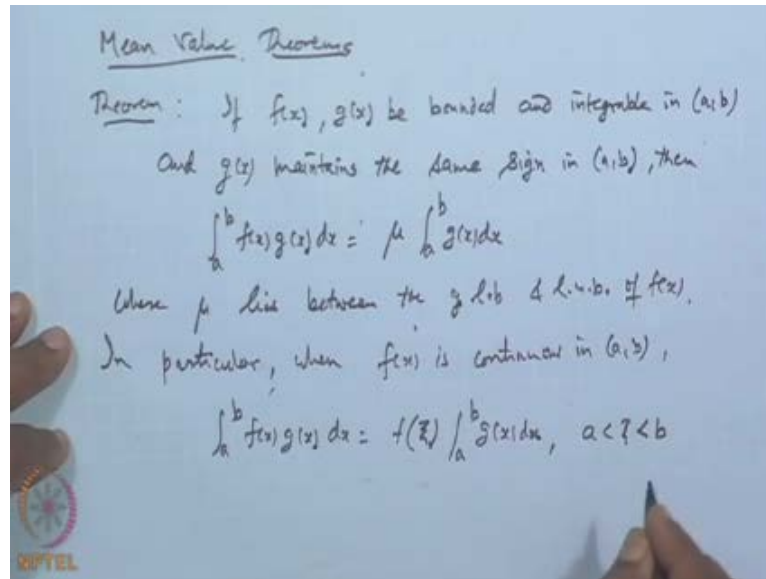 Mean Value Theorems
Theorem : If f(x), g(x) be bounded and integrable in (a,b)
and g(x) maintains the same sign in (a,b), then
∫_a^b f(x) g(x) dx = μ ∫_a^b g(x) dx
where μ lies between the g.l.b & l.u.b. of f(x).
In particular, when f(x) is continuous in (a,b),
∫_a^b f(x) g(x) dx = f(ξ) ∫_a^b g(x) dx, a < ξ < b
NPTEL